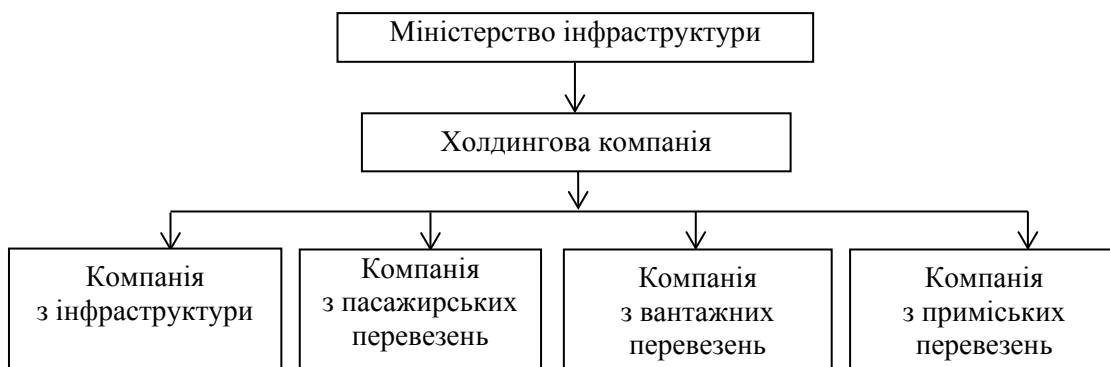 Міністерство інфраструктури
Холдингова компанія
Компанія
з інфраструктури
Компанія
з пасажирських
перевезень
Компанія
з вантажних
перевезень
Компанія
з приміських
перевезень